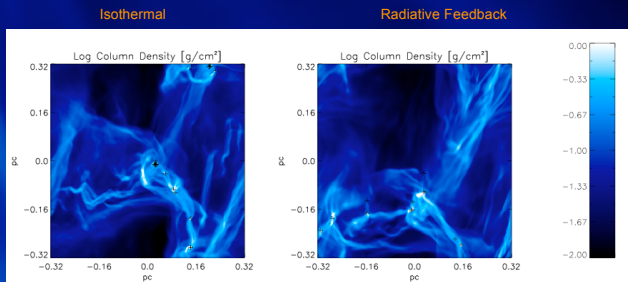 Isothermal
Radiative Feedback
Log Column Density [g/cm²]
0.32
0.16
0.0
−0.16
−0.32
pc
−0.32 −0.16 0.0 0.16 0.32
pc
Log Column Density [g/cm²]
0.32
0.16
0.0
−0.16
−0.32
pc
−0.32 −0.16 0.0 0.16 0.32
pc
0.00
−0.33
−0.67
−1.00
−1.33
−1.67
−2.00